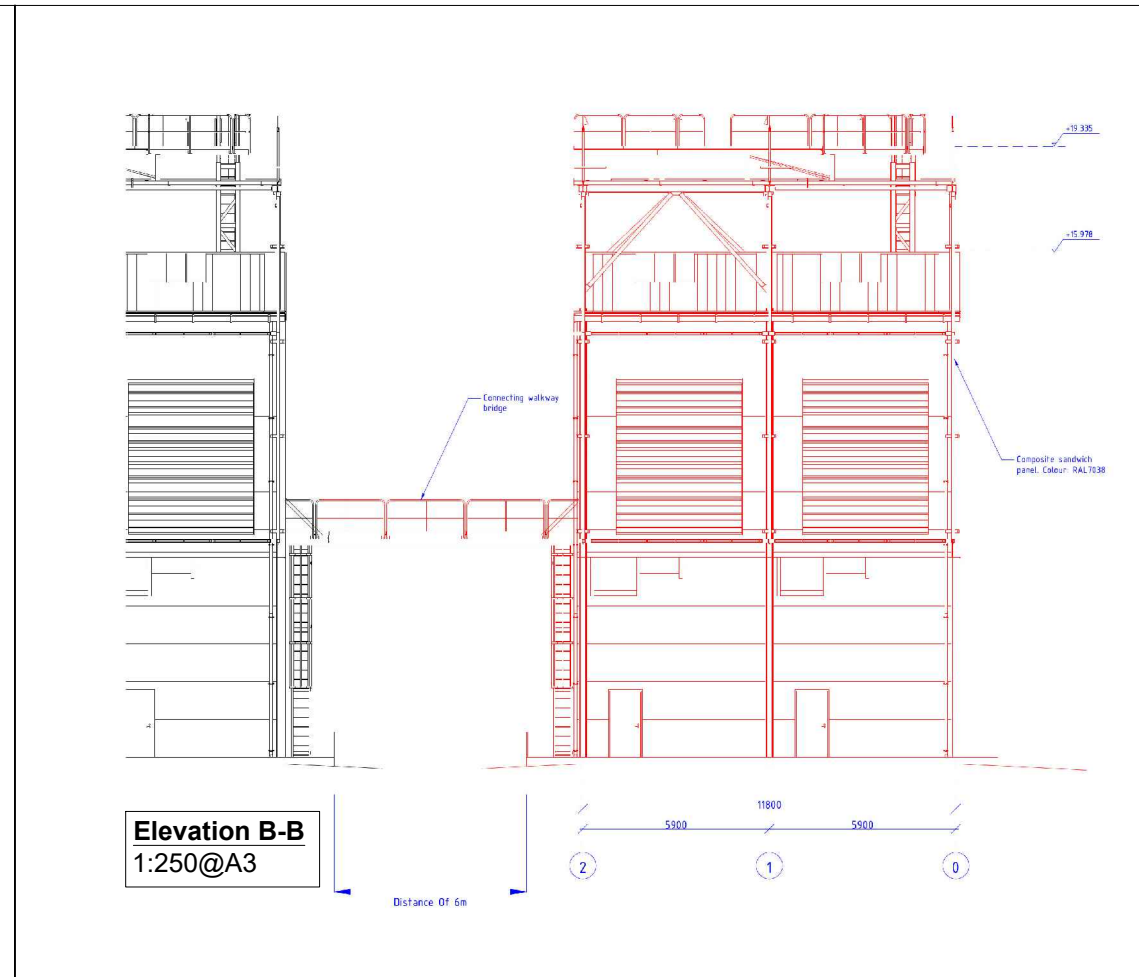 +19.335
+15.978
Connecting walkway
bridge
Composite sandwich
panel. Colour: RAL7038
11800
5900
5900
2
1
0
Elevation B-B
1:250@A3
Distance Of 6m